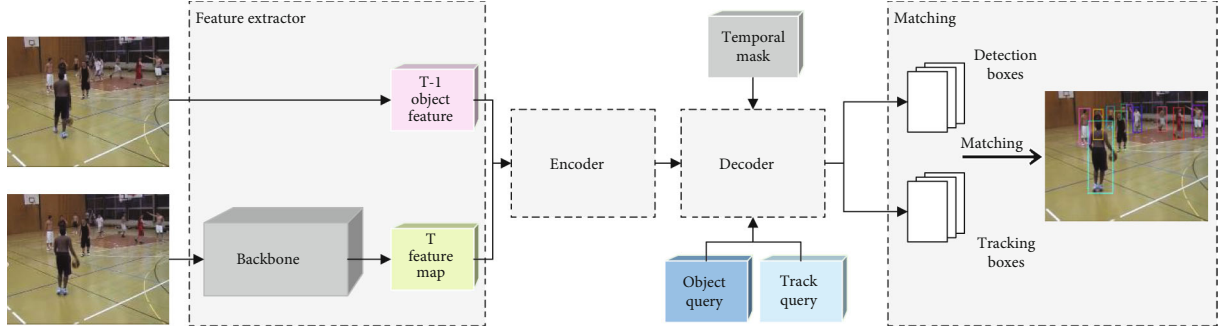 Feature extractor
T-1
object
feature
Backbone
T
feature
map
Encoder
Temporal
mask
Decoder
Object
query
Track
query
Matching
Detection
boxes
Matching
Tracking
boxes